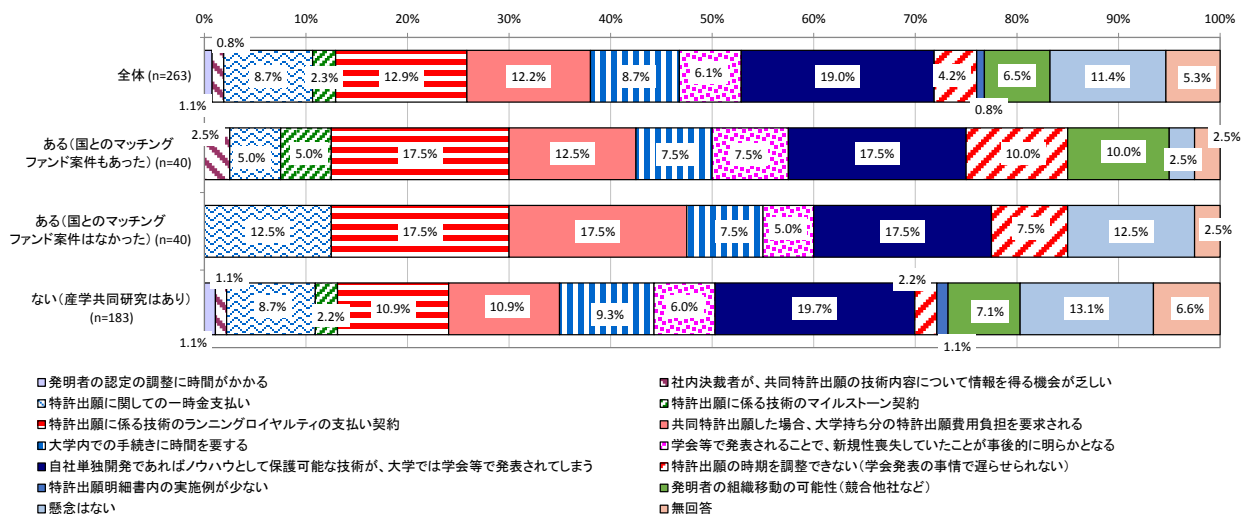 0% 10% 20% 30% 40% 50% 60% 70% 80% 90% 100%
全体 (n=263)
0.8% 1.1% 8.7% 2.3% 12.9% 12.2% 8.7% 6.1% 19.0% 4.2% 0.8% 6.5% 11.4% 5.3%
ある（国とのマッチング
ファンド案件もあった） (n=40)
2.5% 5.0% 5.0% 17.5% 12.5% 7.5% 7.5% 17.5% 10.0% 10.0% 2.5% 2.5%
ある（国とのマッチング
ファンド案件はなかった） (n=40)
12.5% 17.5% 17.5% 7.5% 5.0% 17.5% 7.5% 12.5% 2.5%
ない（産学共同研究はあり）
(n=183)
1.1% 1.1% 8.7% 2.2% 10.9% 10.9% 9.3% 6.0% 19.7% 2.2% 1.1% 7.1% 13.1% 6.6%
発明者の認定の調整に時間がかかる
社内決裁者が、共同特許出願の技術内容について情報を得る機会が乏しい
特許出願に関しての一時金支払い
特許出願に係る技術のマイルストーン契約
特許出願に係る技術のランニングロイヤルティの支払い契約
共同特許出願した場合、大学持ち分の特許出願費用負担を要求される
大学内での手続きに時間を要する
学会等で発表されることで、新規性喪失していたことが事後的に明らかとなる
自社単独開発であればノウハウとして保護可能な技術が、大学では学会等で発表されてしまう
特許出願の時期を調整できない（学会発表の事情で遅らせられない）
特許出願明細書内の実施例が少ない
発明者の組織移動の可能性（競合他社など）
懸念はない
無回答